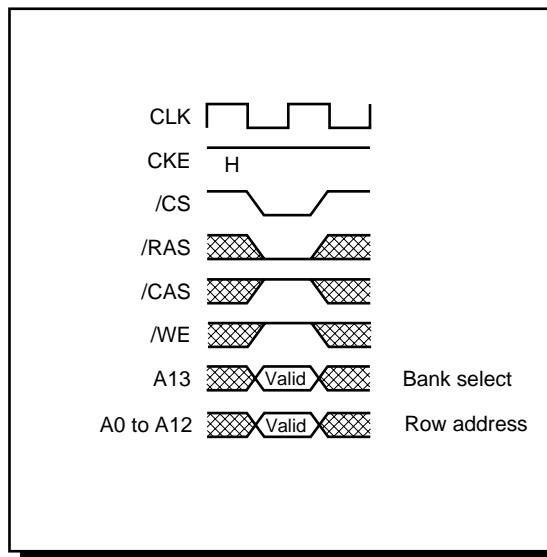 CLK
CKE H
/CS
/RAS
/CAS
/WE
A13 Valid Bank select
A0 to A12 Valid Row address